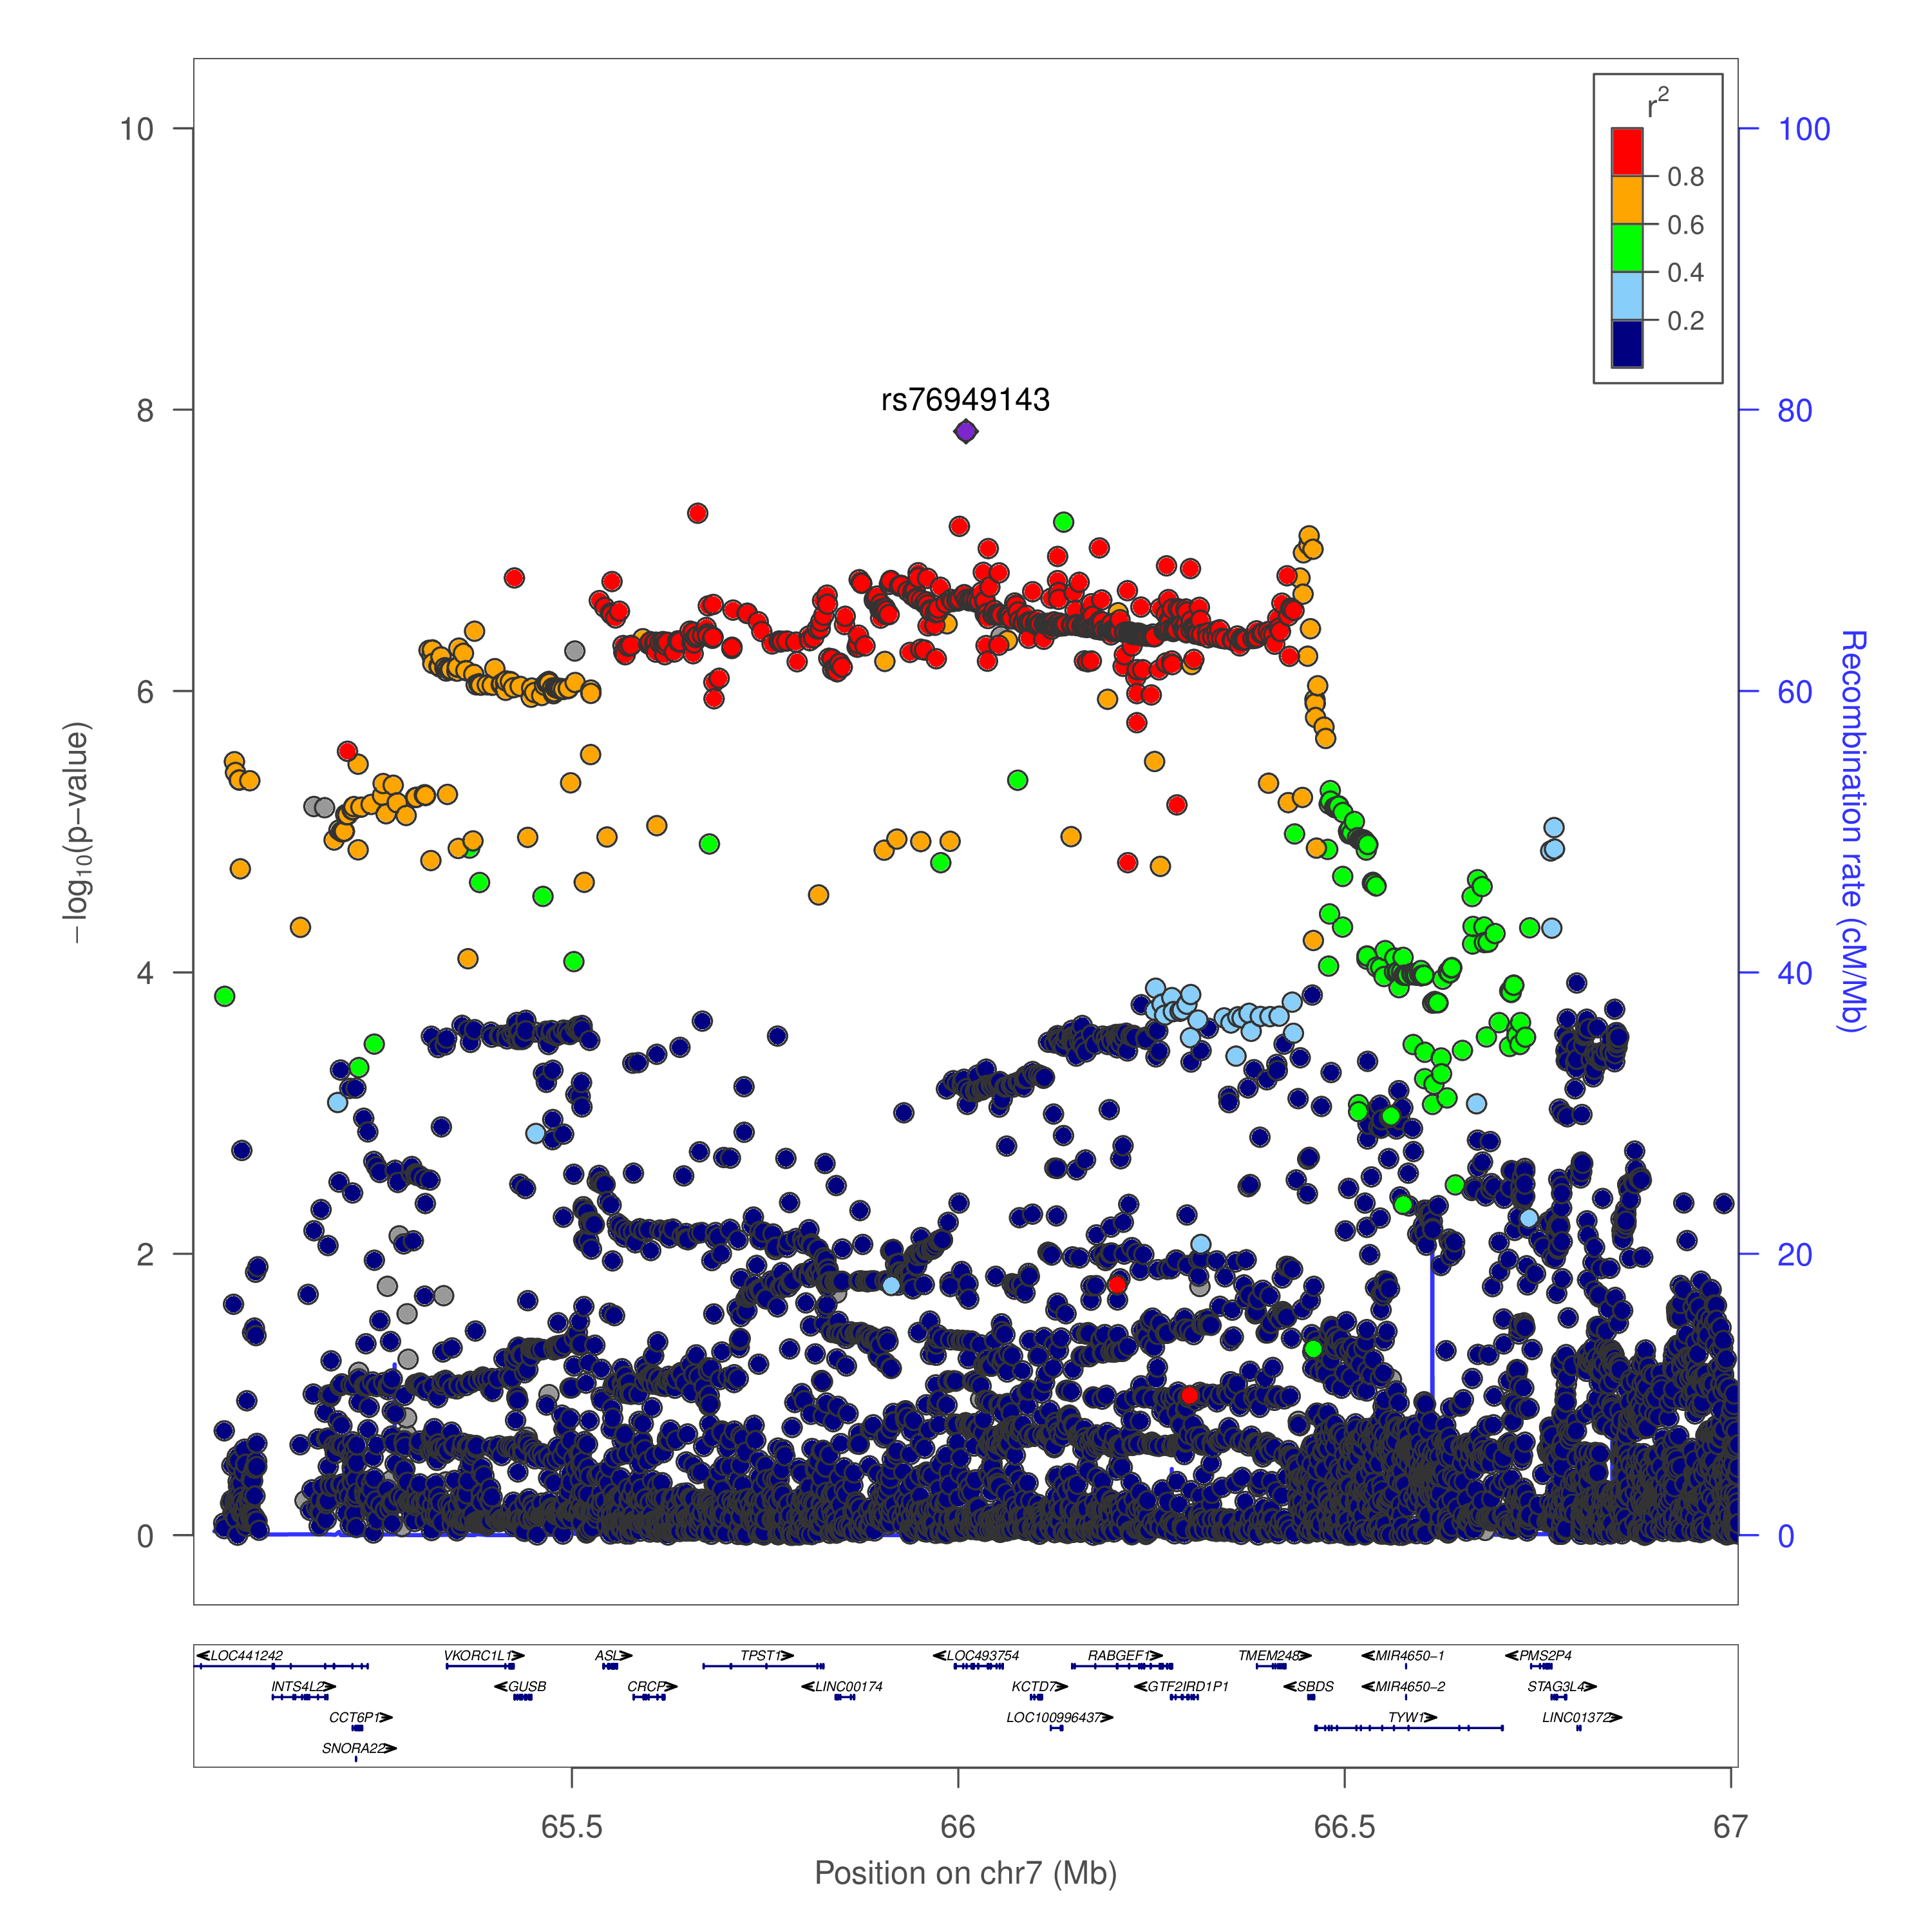 r2
0.8
0.6
0.4
0.2
rs76949143
10
8
6
4
2
0
−log10(p−value)
100
80
60
40
20
0
Recombination rate (cM/Mb)
LOC441242 VKORC1L1 ASL TPST1 LOC493754 RABGEF1 TMEM248 MIR4650−1 PMS2P4
INTS4L2 GUSB CRCP LINC00174 KCTD7 GTF2IRD1P1 SBDS MIR4650−2 STAG3L4
CCT6P1 LOC100996437 TYW1 LINC01372
SNORA22
65.5 66 66.5 67
Position on chr7 (Mb)